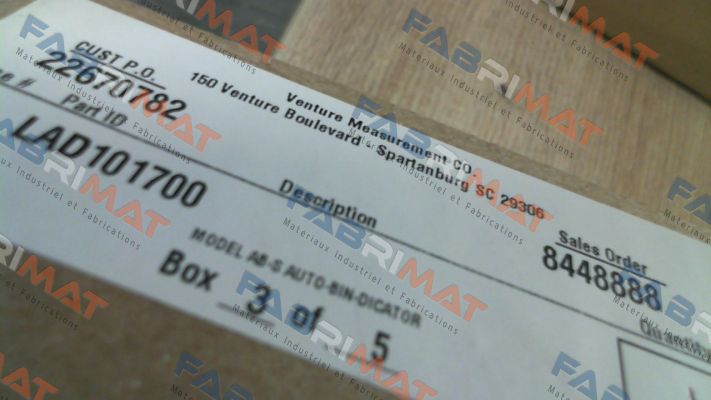 CUST P.O.
22670782
Venture Measurement CO.
150 Venture Boulevard Spartanburg SC 29306
Sales Order
8448888
Part ID
Description
LAD101700
MODEL AB-S AUTO-BIN-DICATOR
Box 3 of 5
FABRIMAT
Materiaux Industriel et Fabrications